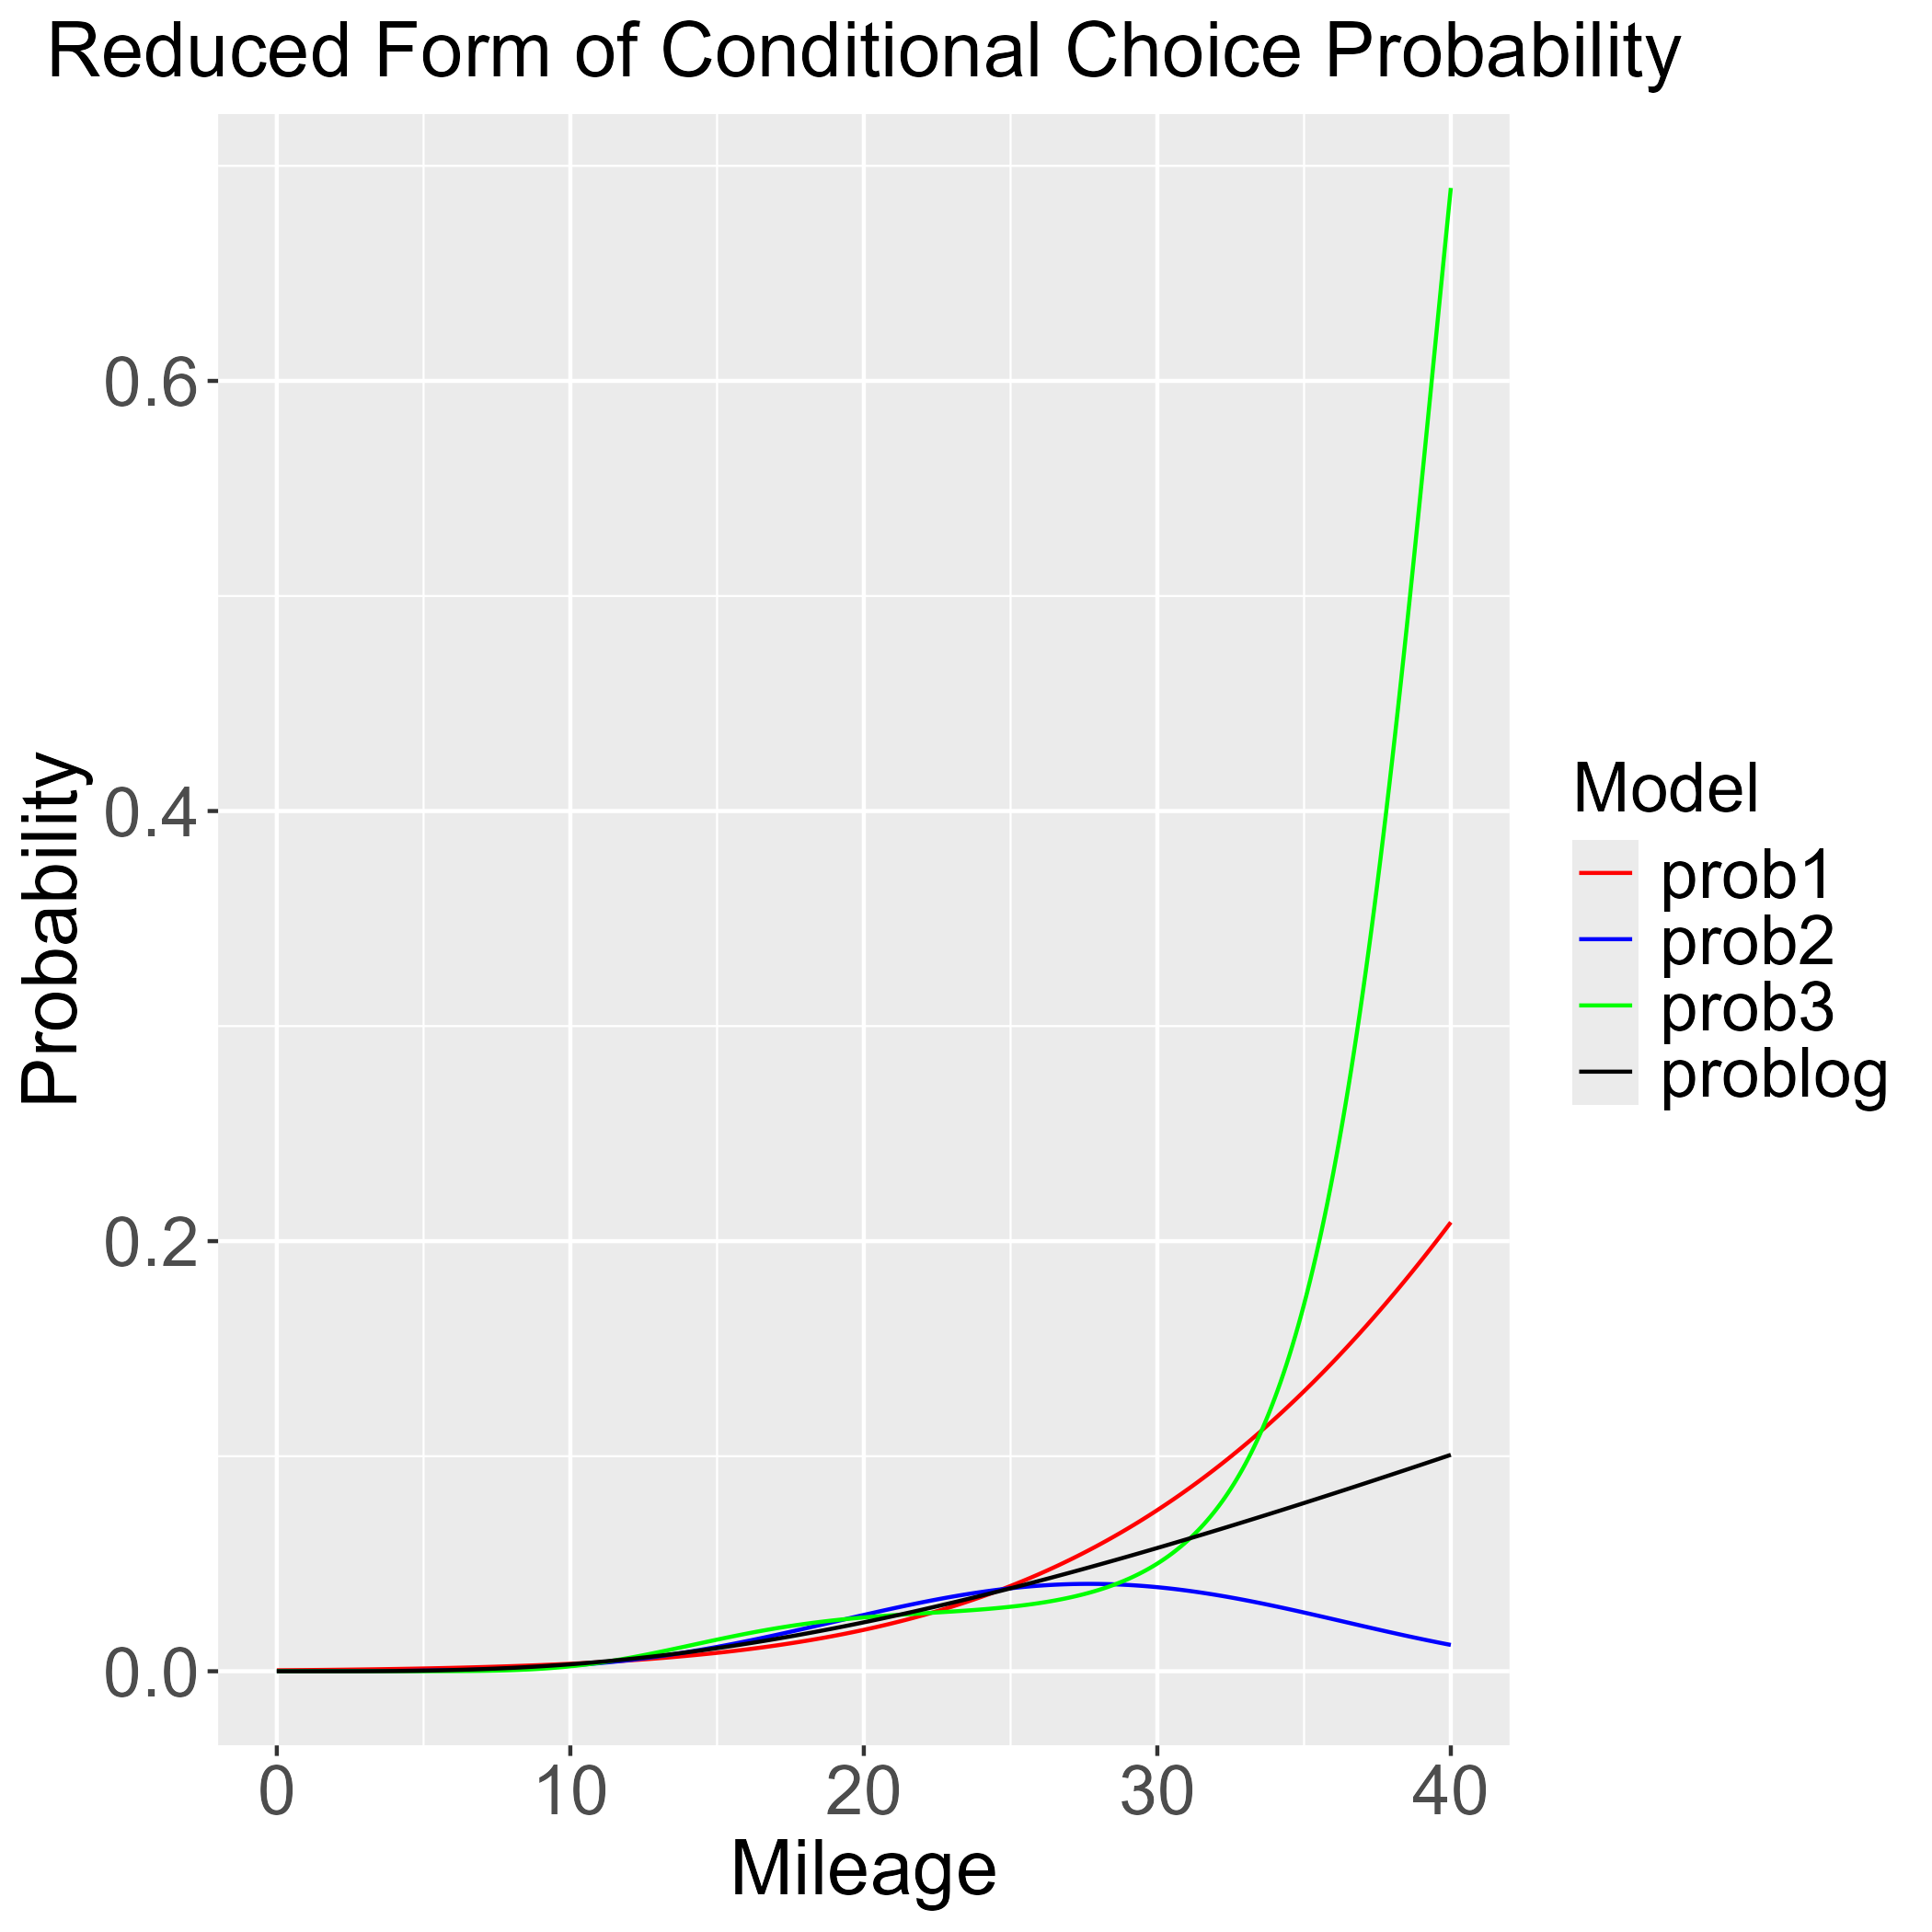 Reduced Form of Conditional Choice Probability
Probability
0.6
0.4
0.2
0.0
0 10 20 30 40
Mileage
Model
prob1
prob2
prob3
problog